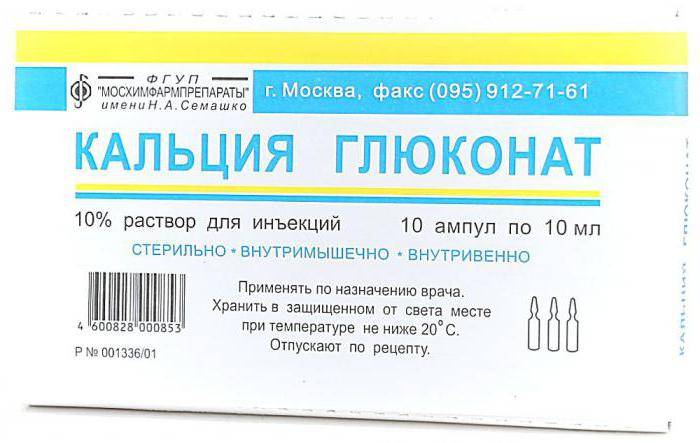 ФГУП
"МОСХИМФАРМПРЕПАРАТЫ"
имени Н.А.Семашко
г. Москва, факс (095) 912-71-61
КАЛЬЦИЯ ГЛЮКОНАТ
10% раствор для инъекций 10 ампул по 10 мл
СТЕРИЛЬНО * ВНУТРИМЫШЕЧНО * ВНУТРИВЕННО
Применять по назначению врача.
Хранить в защищенном от света месте
при температуре не ниже 20°С.
Отпускают по рецепту.
4 600828 000853
Р № 001336/01
КАЛЬЦИЯ ГЛЮКОНАТ